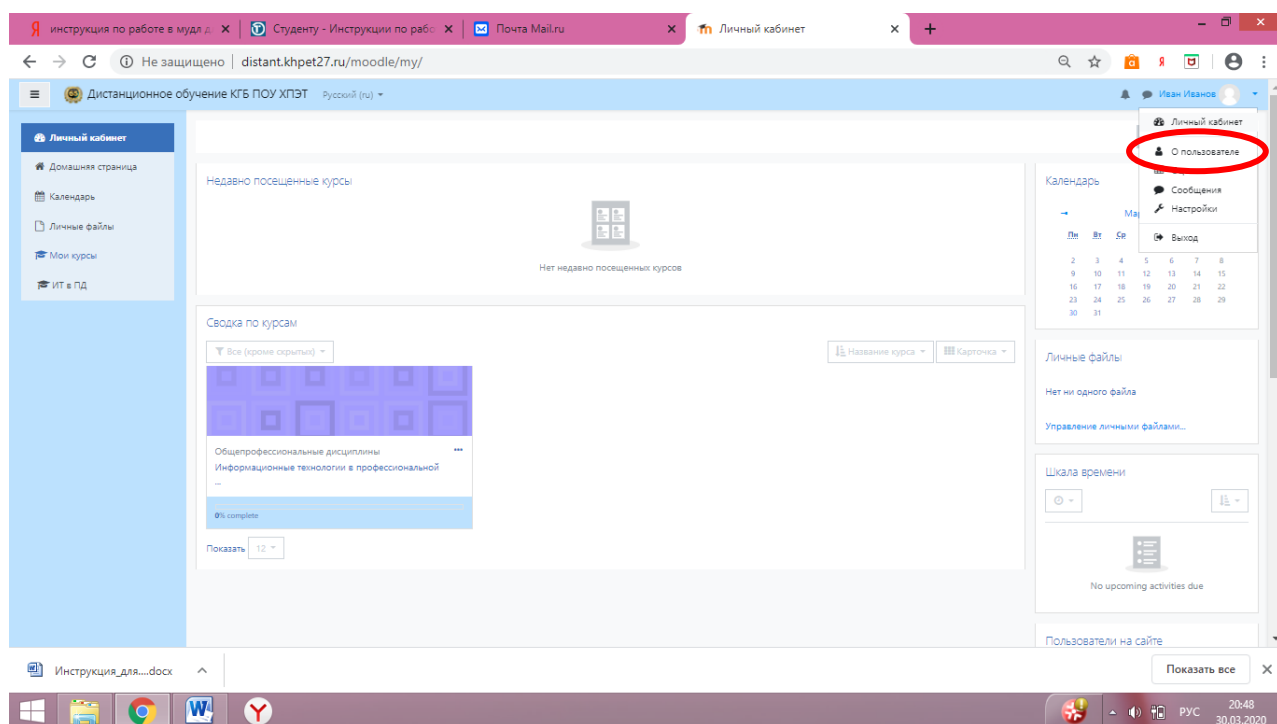 инструкция по работе в мудл д
Студенту - Инструкции по рабо
Почта Mail.ru
Личный кабинет
Не защищено | distant.khpet27.ru/moodle/my/
Дистанционное обучение КГБ ПОУ ХПЭТ Русский (ru)
Иван Иванов
Личный кабинет
О пользователе
Сообщения
Настройки
Выход
Личный кабинет
Домашняя страница
Календарь
Личные файлы
Мои курсы
ИТ в ПД
Недавно посещенные курсы
Нет недавно посещенных курсов
Сводка по курсам
Все (кроме скрытых)
Название курса
Карточка
Общепрофессиональные дисциплины
Информационные технологии в профессиональной
...
0% complete
Показать 12
Календарь
Пн Вт Ср
2 3 4 5 6 7 8
9 10 11 12 13 14 15
16 17 18 19 20 21 22
23 24 25 26 27 28 29
30 31
Личные файлы
Нет ни одного файла
Управление личными файлами...
Шкала времени
No upcoming activities due
Пользователи на сайте
Инструкция_для....docx
Показать все
РУС
20:48
30.03.2020